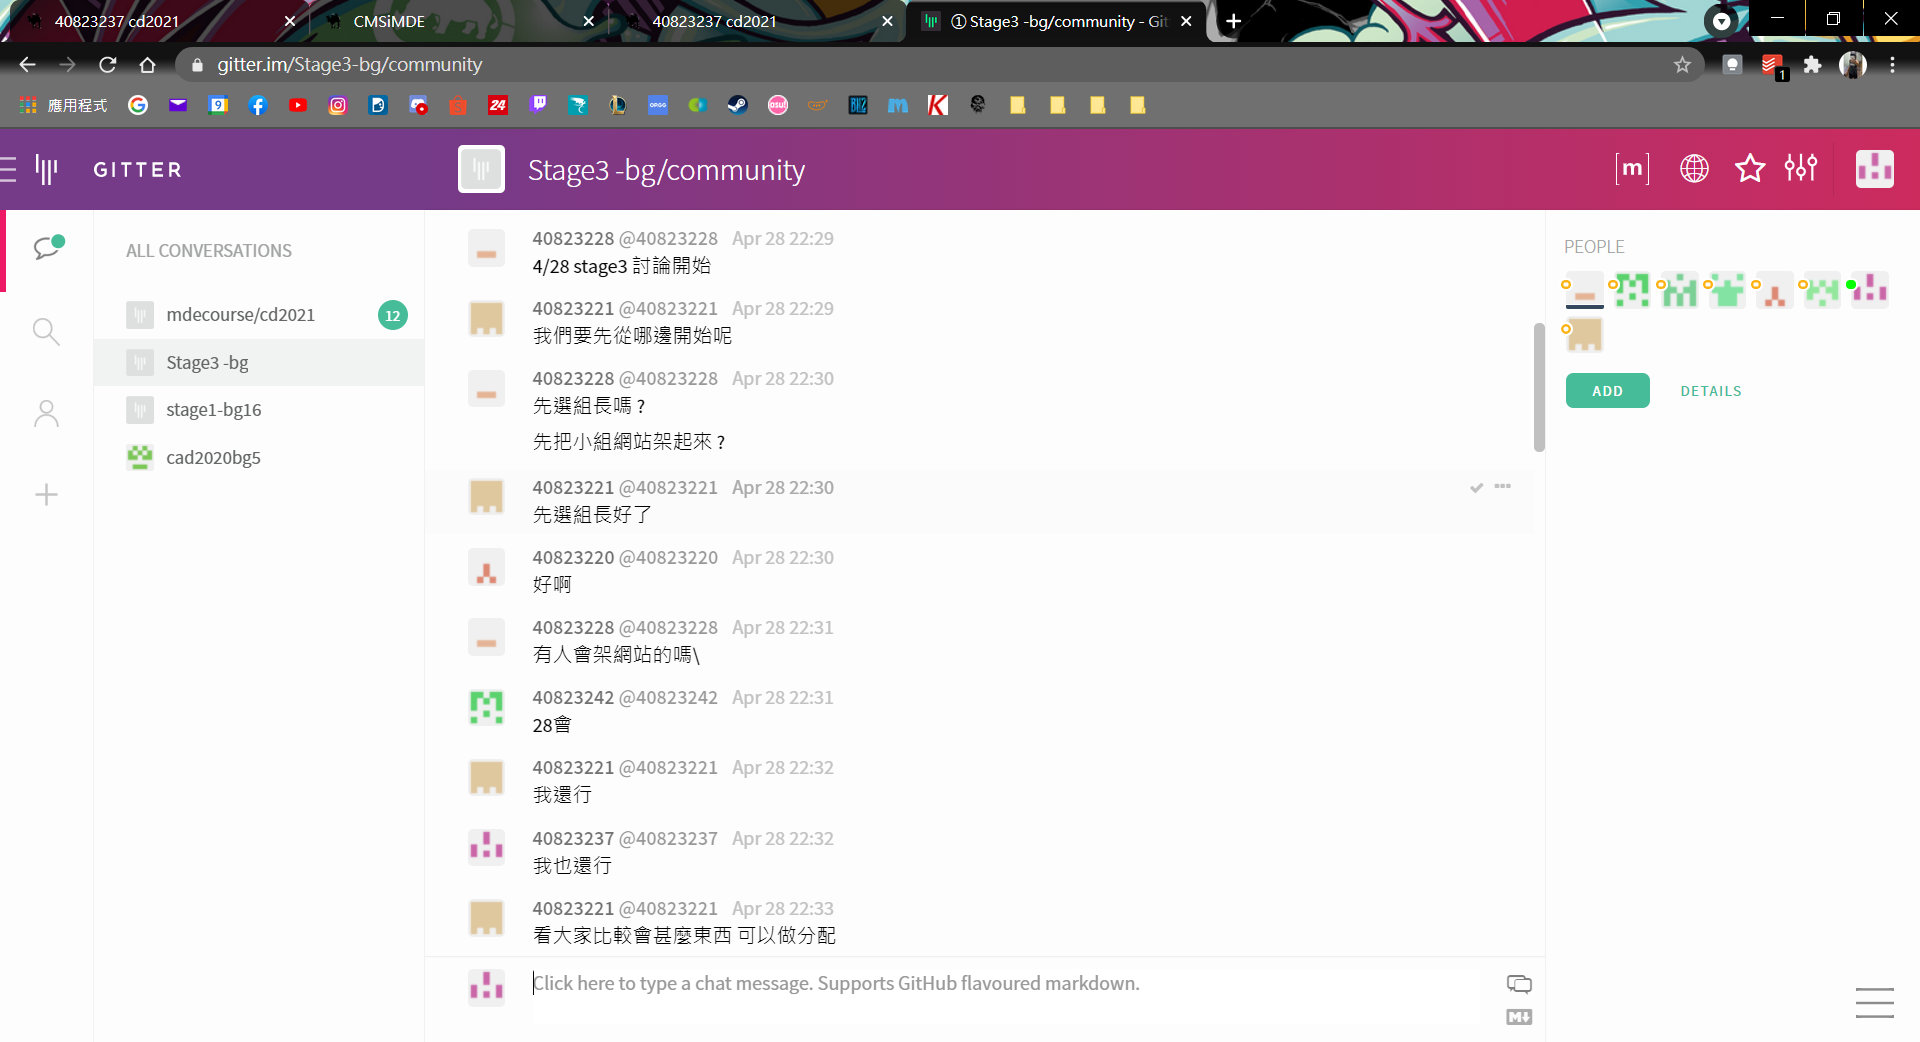 40823237 cd2021
CMSiMDE
40823237 cd2021
① Stage3 -bg/community - Git
gitter.im/Stage3-bg/community
1
應用程式
9
24
OPGG
osu!
GITTER
Stage3 -bg/community
[m]
ALL CONVERSATIONS
mdecourse/cd2021
12
Stage3 -bg
stage1-bg16
cad2020bg5
40823228 @40823228 Apr 28 22:29
4/28 stage3 討論開始
40823221 @40823221 Apr 28 22:29
我們要先從哪邊開始呢
40823228 @40823228 Apr 28 22:30
先選組長嗎 ?
先把小組網站架起來 ?
40823221 @40823221 Apr 28 22:30
先選組長好了
40823220 @40823220 Apr 28 22:30
好啊
40823228 @40823228 Apr 28 22:31
有人會架網站的嗎\
40823242 @40823242 Apr 28 22:31
28會
40823221 @40823221 Apr 28 22:32
我還行
40823237 @40823237 Apr 28 22:32
我也還行
40823221 @40823221 Apr 28 22:33
看大家比較會甚麼東西 可以做分配
Click here to type a chat message. Supports GitHub flavoured markdown.
M↓
PEOPLE
ADD
DETAILS